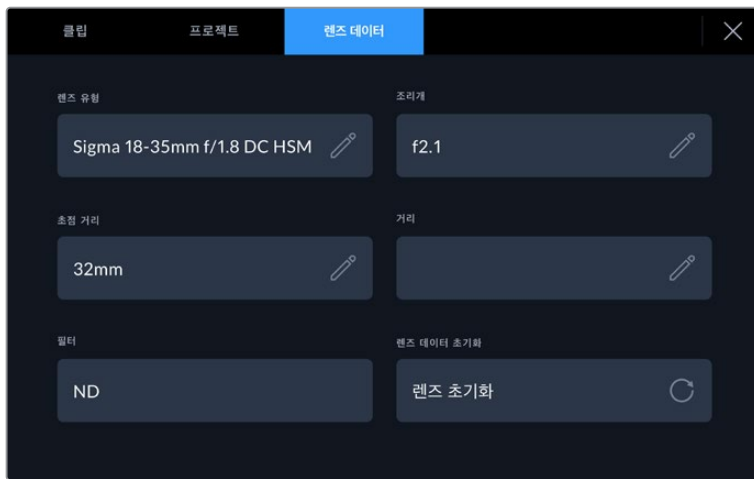 클립 프로젝트 렌즈 데이터
렌즈 유형 조리개
Sigma 18-35mm f/1.8 DC HSM f2.1
초점 거리 거리
32mm
필터 렌즈 데이터 초기화
ND 렌즈 초기화